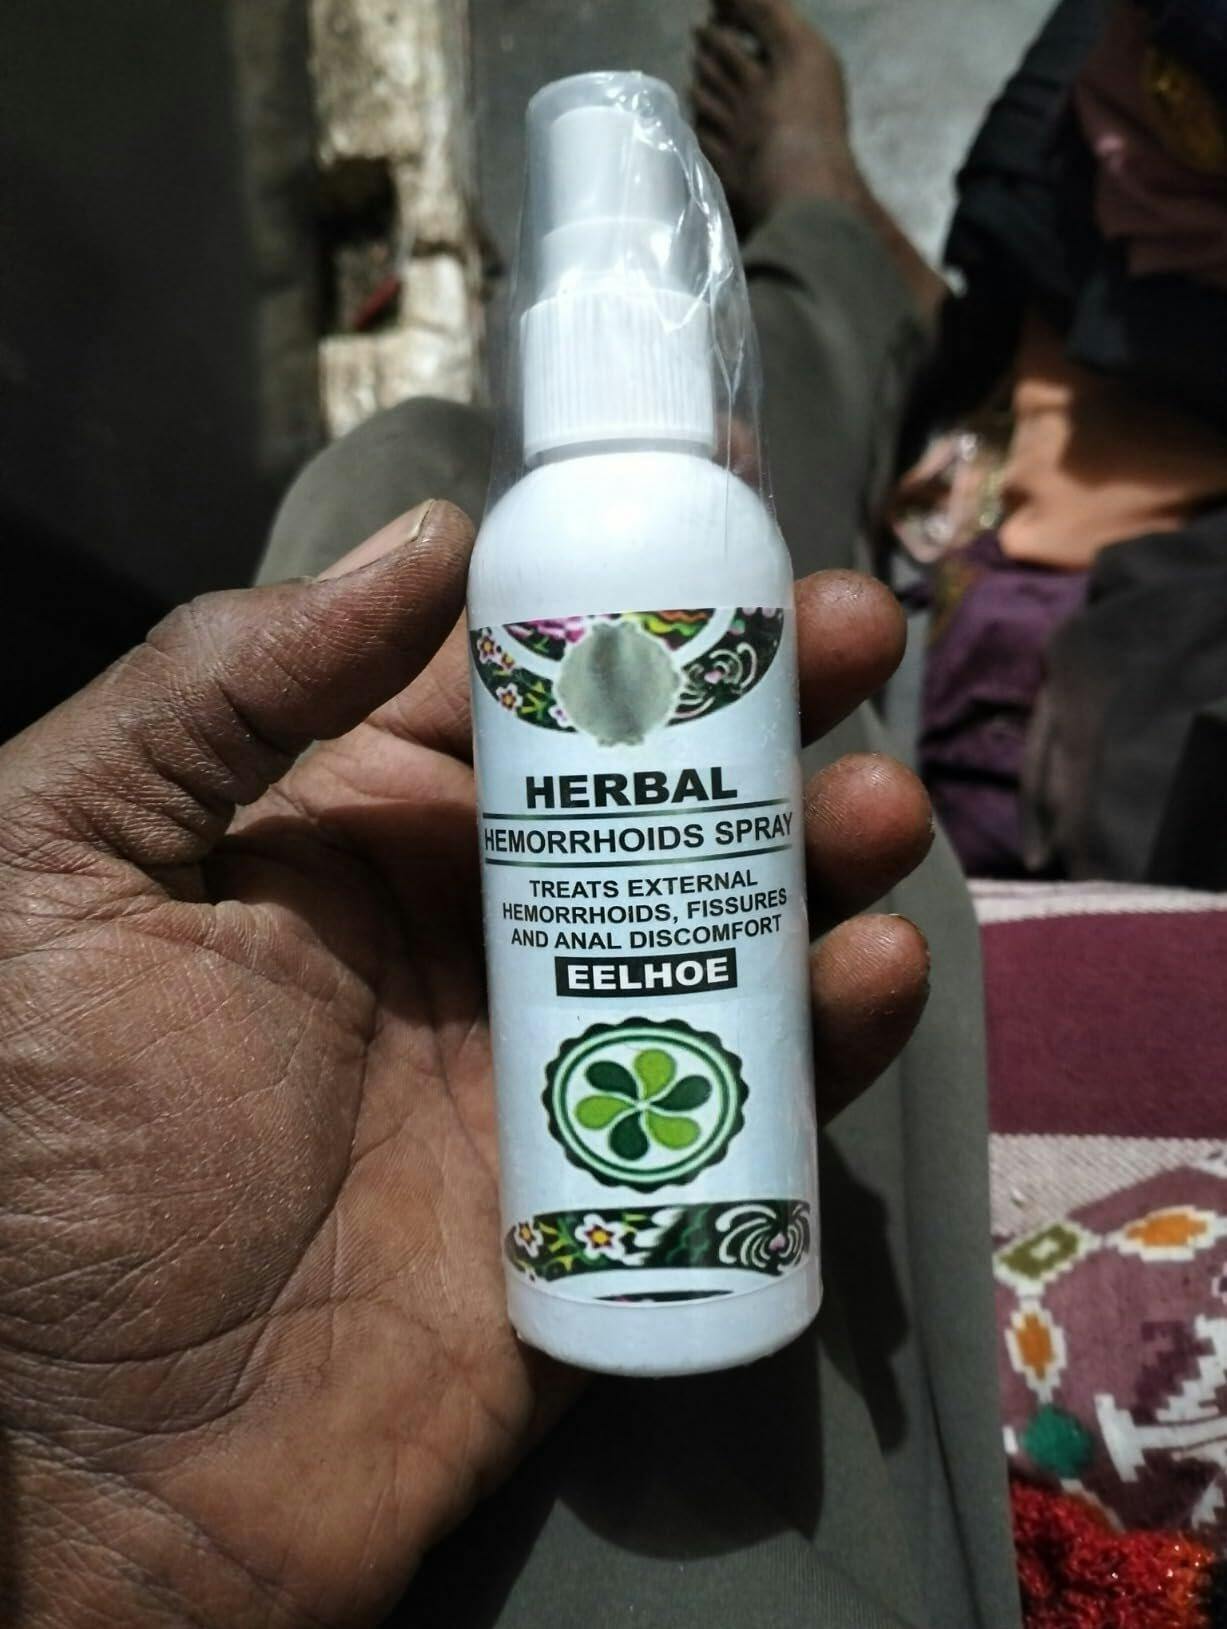 HERBAL
HEMORRHOIDS SPRAY
TREATS EXTERNAL
HEMORRHOIDS, FISSURES
AND ANAL DISCOMFORT
EELHOE